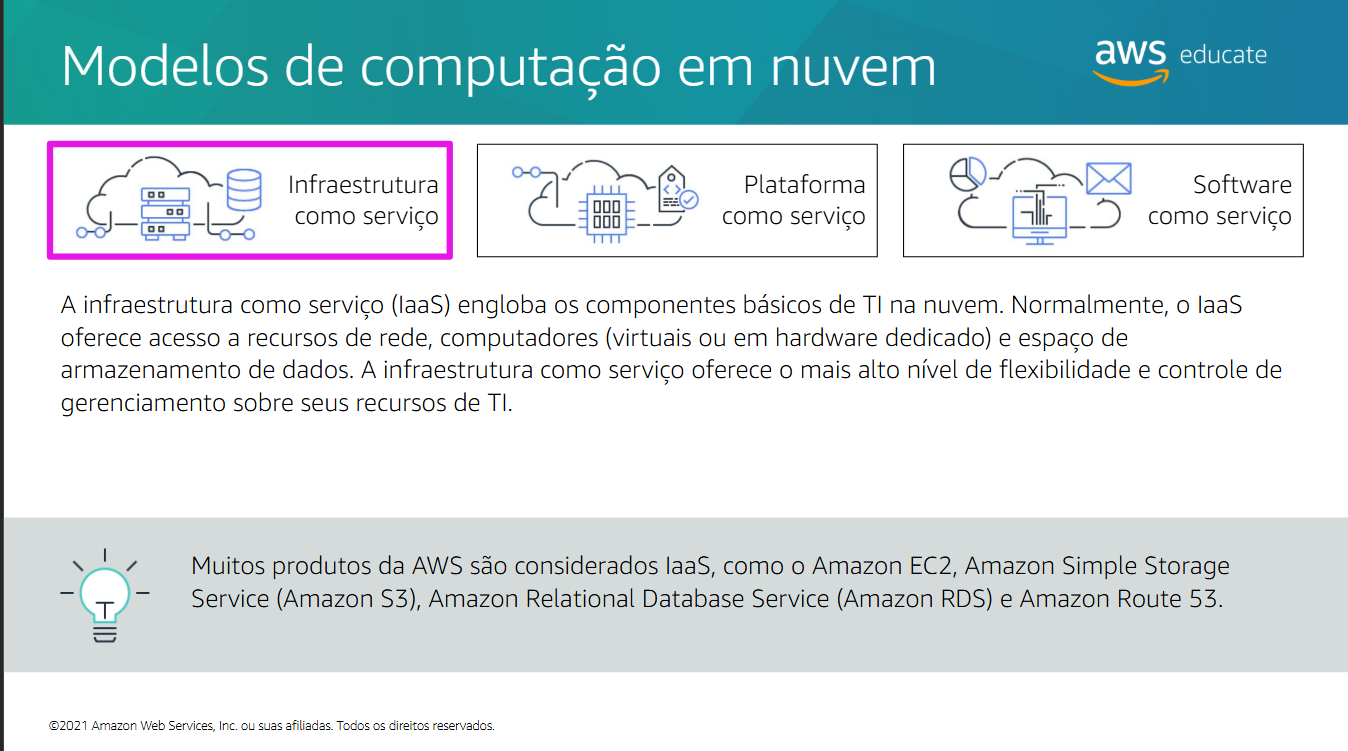 Modelos de computação em nuvem
aws educate
Infraestrutura
como serviço
Plataforma
como serviço
Software
como serviço
A infraestrutura como serviço (IaaS) engloba os componentes básicos de TI na nuvem. Normalmente, o IaaS
oferece acesso a recursos de rede, computadores (virtuais ou em hardware dedicado) e espaço de
armazenamento de dados. A infraestrutura como serviço oferece o mais alto nível de flexibilidade e controle de
gerenciamento sobre seus recursos de TI.
Muitos produtos da AWS são considerados IaaS, como o Amazon EC2, Amazon Simple Storage
Service (Amazon S3), Amazon Relational Database Service (Amazon RDS) e Amazon Route 53.
©2021 Amazon Web Services, Inc. ou suas afiliadas. Todos os direitos reservados.